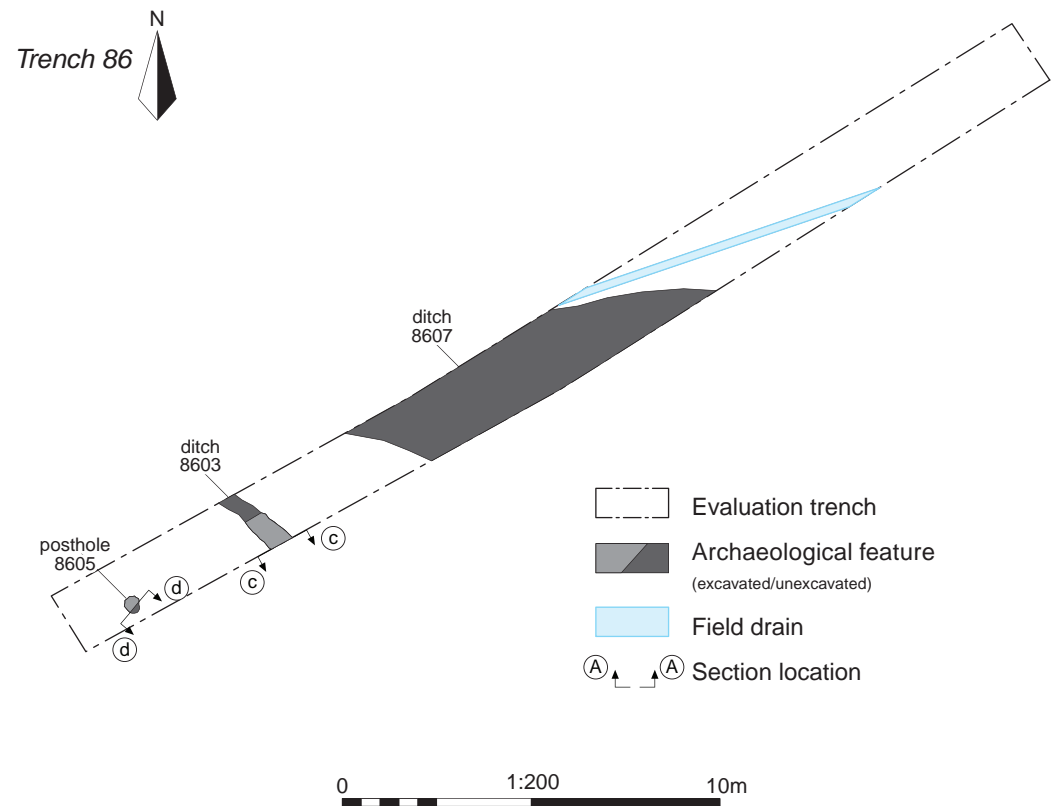 N
Trench 86
ditch
8607
ditch
8603
posthole
8605
c
c
d
d
Evaluation trench
Archaeological feature
(excavated/unexcavated)
Field drain
A A Section location
0 1:200 10m